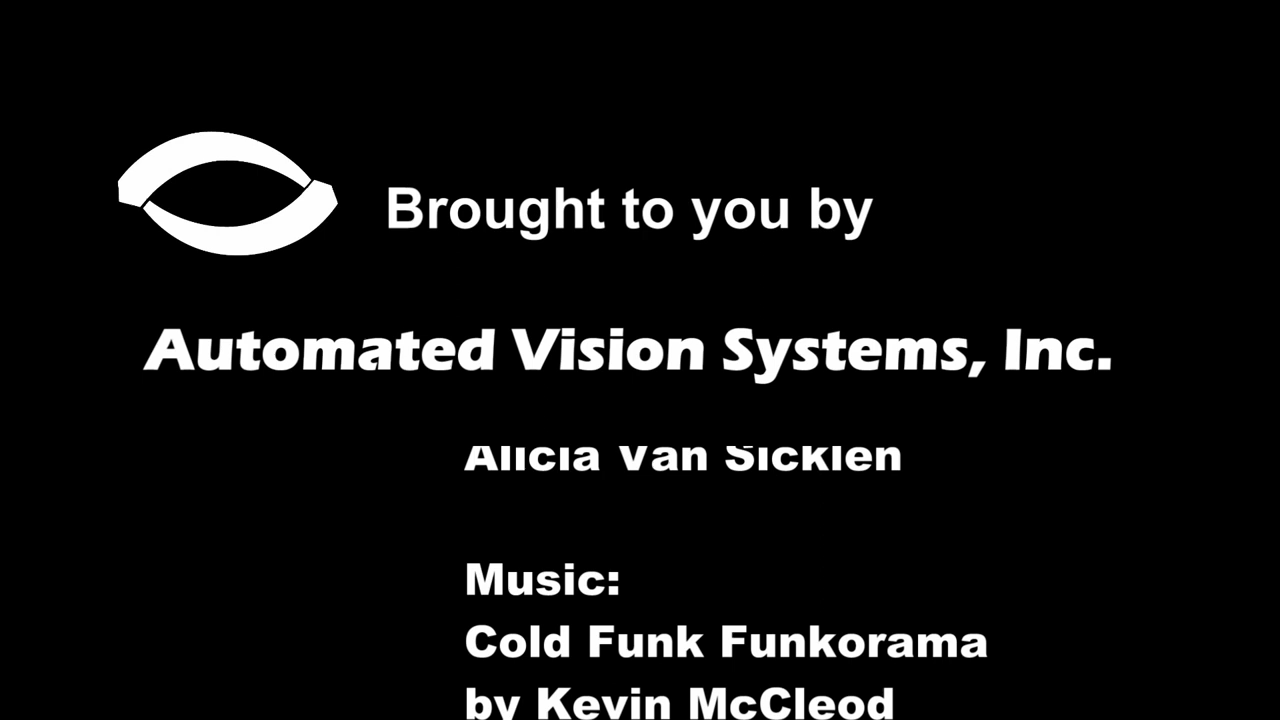 Brought to you by
Automated Vision Systems, Inc.
Alicia Van Sicklen
Music:
Cold Funk Funkorama
by Kevin McCleod